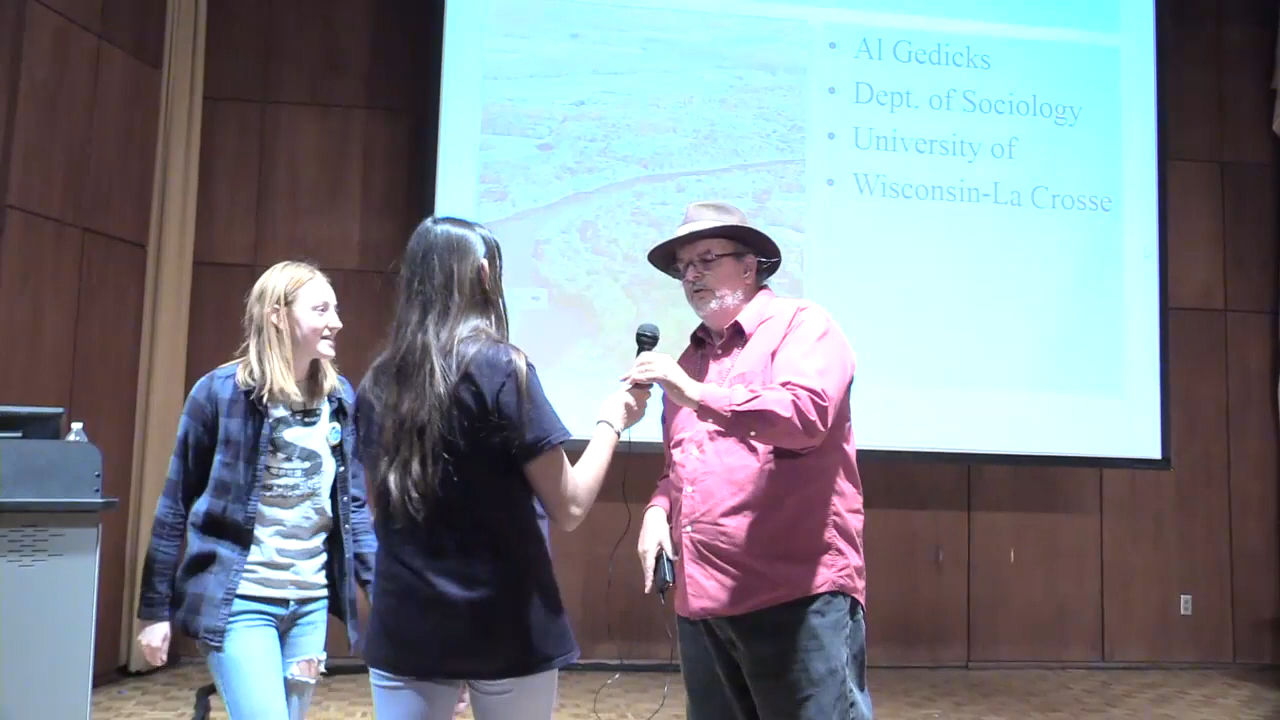 • Al Gedicks
• Dept. of Sociology
• University of
• Wisconsin-La Crosse